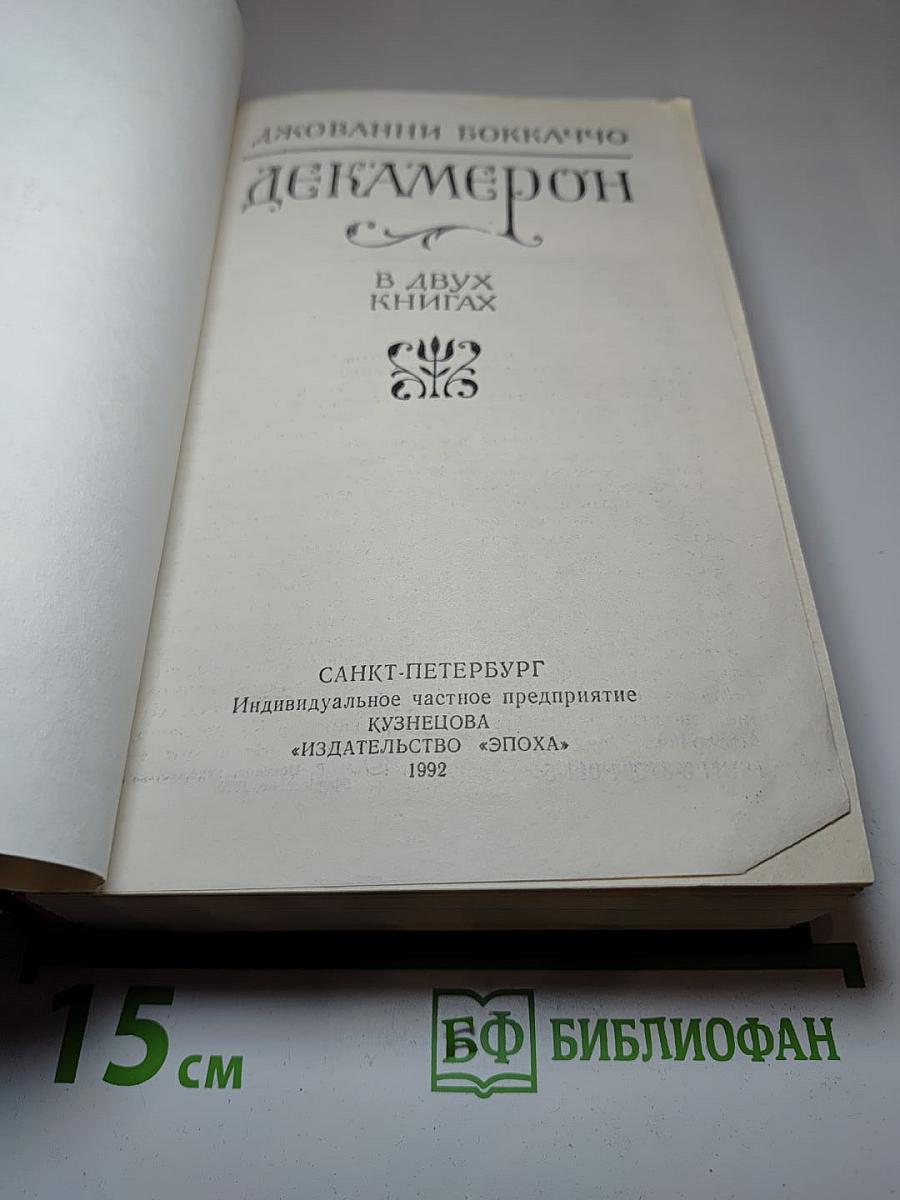 ДЖОВАННИ БОККАЧЧО
ДЕКАМЕРОН
В ДВУХ
КНИГАХ
САНКТ-ПЕТЕРБУРГ
Индивидуальное частное предприятие
КУЗНЕЦОВА
«ИЗДАТЕЛЬСТВО «ЭПОХА»
1992
15 см
БФ БИБЛИОФАН